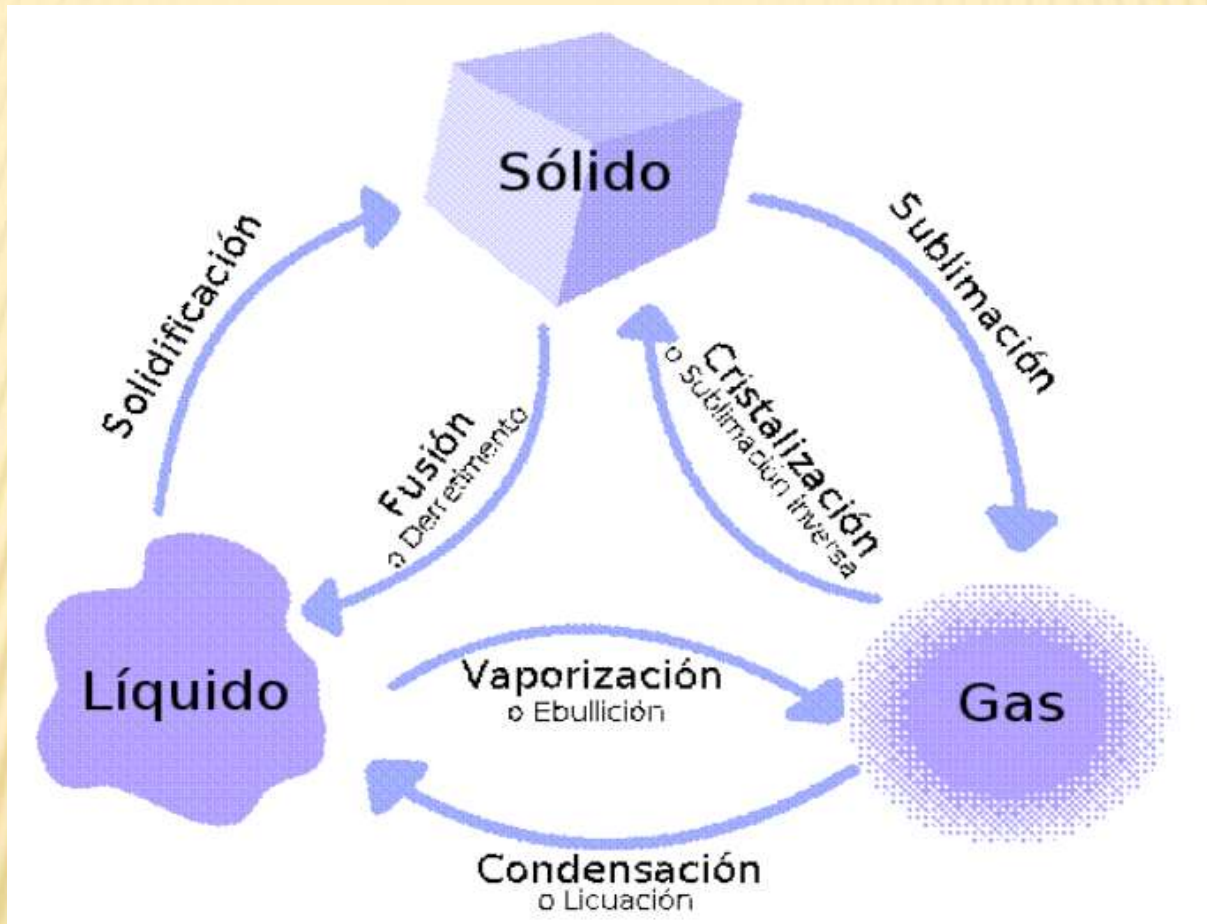 Sólido
Solidificación
Sublimación
Fusión
o Derretimento
Cristalización
o Sublimación inversa
Líquido
Vaporización
o Ebullición
Gas
Condensación
o Licuación